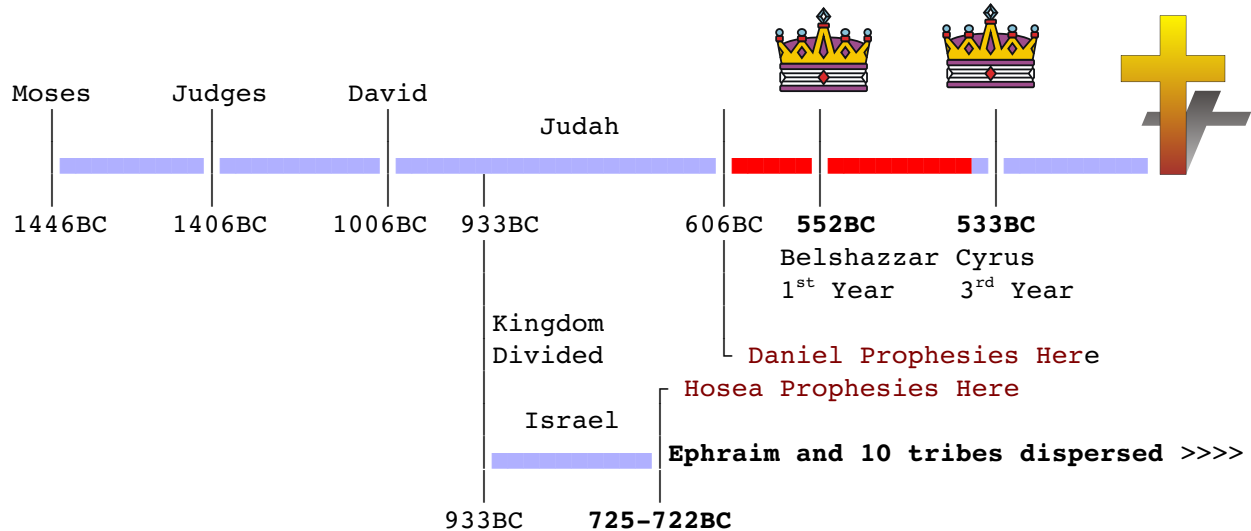 Moses Judges David
Judah
1446BC 1406BC 1006BC 933BC 606BC 552BC 533BC
Belshazzar Cyrus
1st Year 3rd Year
Kingdom
Divided
Daniel Prophesies Here
Hosea Prophesies Here
Israel
Ephraim and 10 tribes dispersed >>>>
933BC 725-722BC